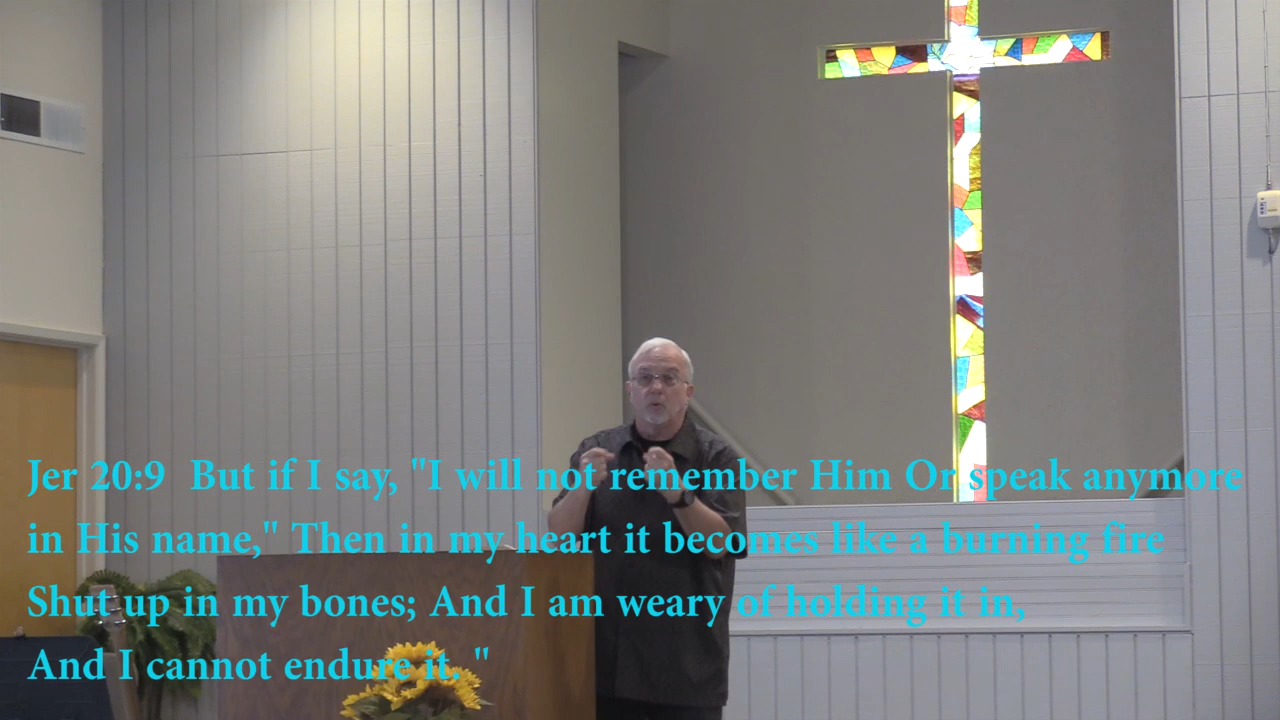 Jer 20:9  But if I say, "I will not remember Him Or speak anymore
in His name," Then in my heart it becomes like a burning fire
Shut up in my bones; And I am weary of holding it in,
And I cannot endure it. "